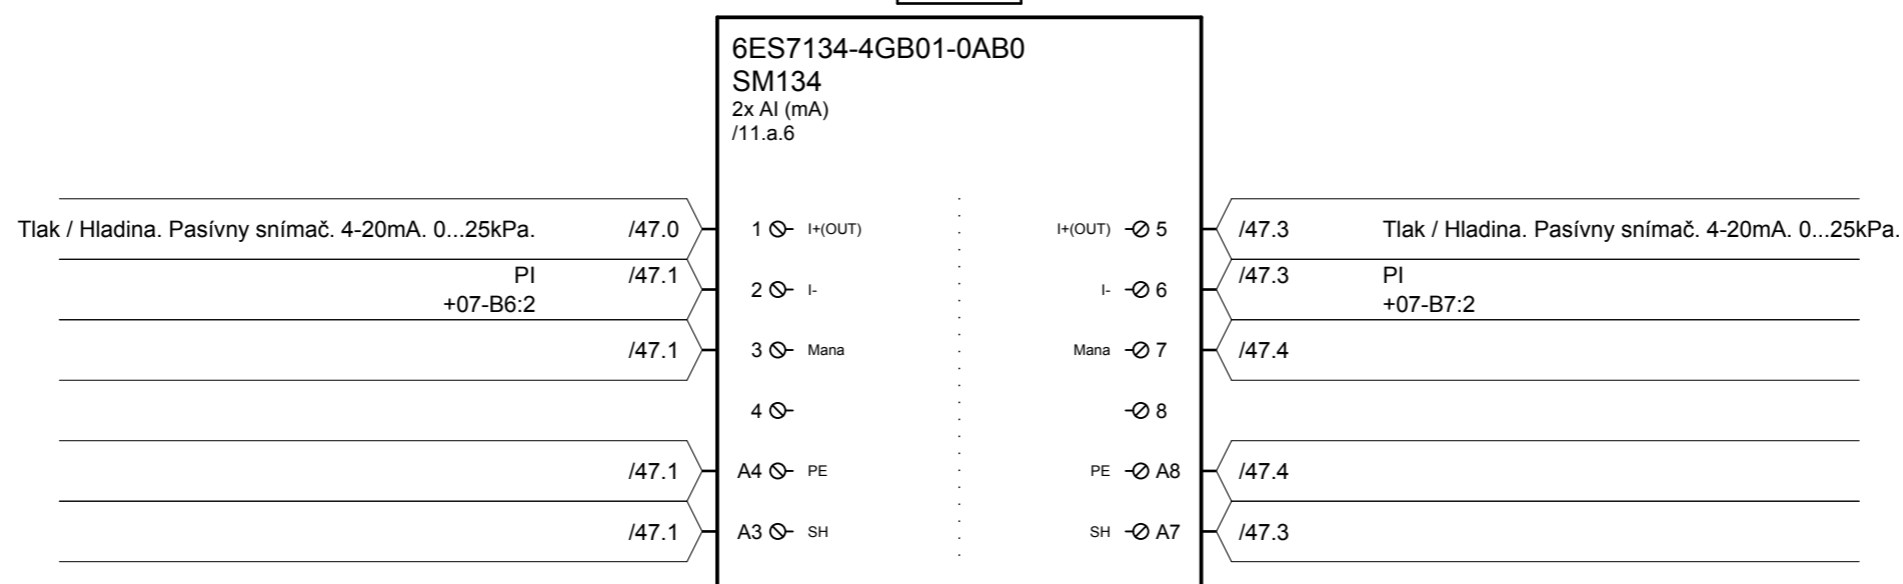 6ES7134-4GB01-0AB0
SM134
2x AI (mA)
/11.a.6
Tlak / Hladina. Pasívny snímač. 4-20mA. 0...25kPa. /47.0 1 I+(OUT) I+(OUT) 5 /47.3 Tlak / Hladina. Pasívny snímač. 4-20mA. 0...25kPa.
PI /47.1 2 I- I- 6 /47.3 PI
+07-B6:2 +07-B7:2
/47.1 3 Mana Mana 7 /47.4
4 8
/47.1 A4 PE PE A8 /47.4
/47.1 A3 SH SH A7 /47.3